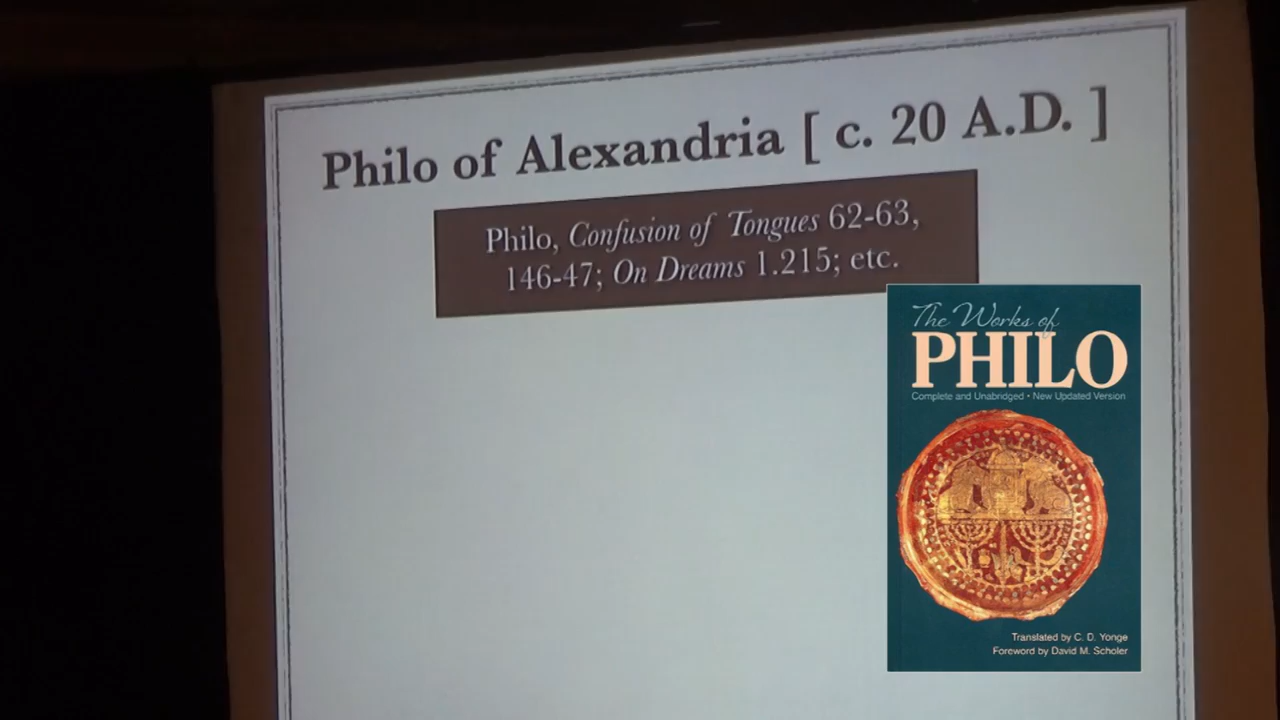 Philo of Alexandria [ c. 20 A.D. ]
Philo, Confusion of Tongues 62-63,
146-47; On Dreams 1.215; etc.
The Works of
PHILO
Complete and Unabridged • New Updated Version
Translated by C. D. Yonge
Foreword by David M. Scholer